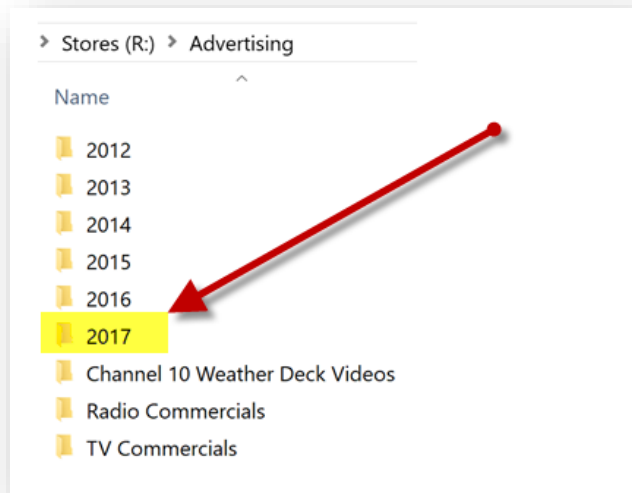 > Stores (R:) > Advertising
Name
2012
2013
2014
2015
2016
2017
Channel 10 Weather Deck Videos
Radio Commercials
TV Commercials